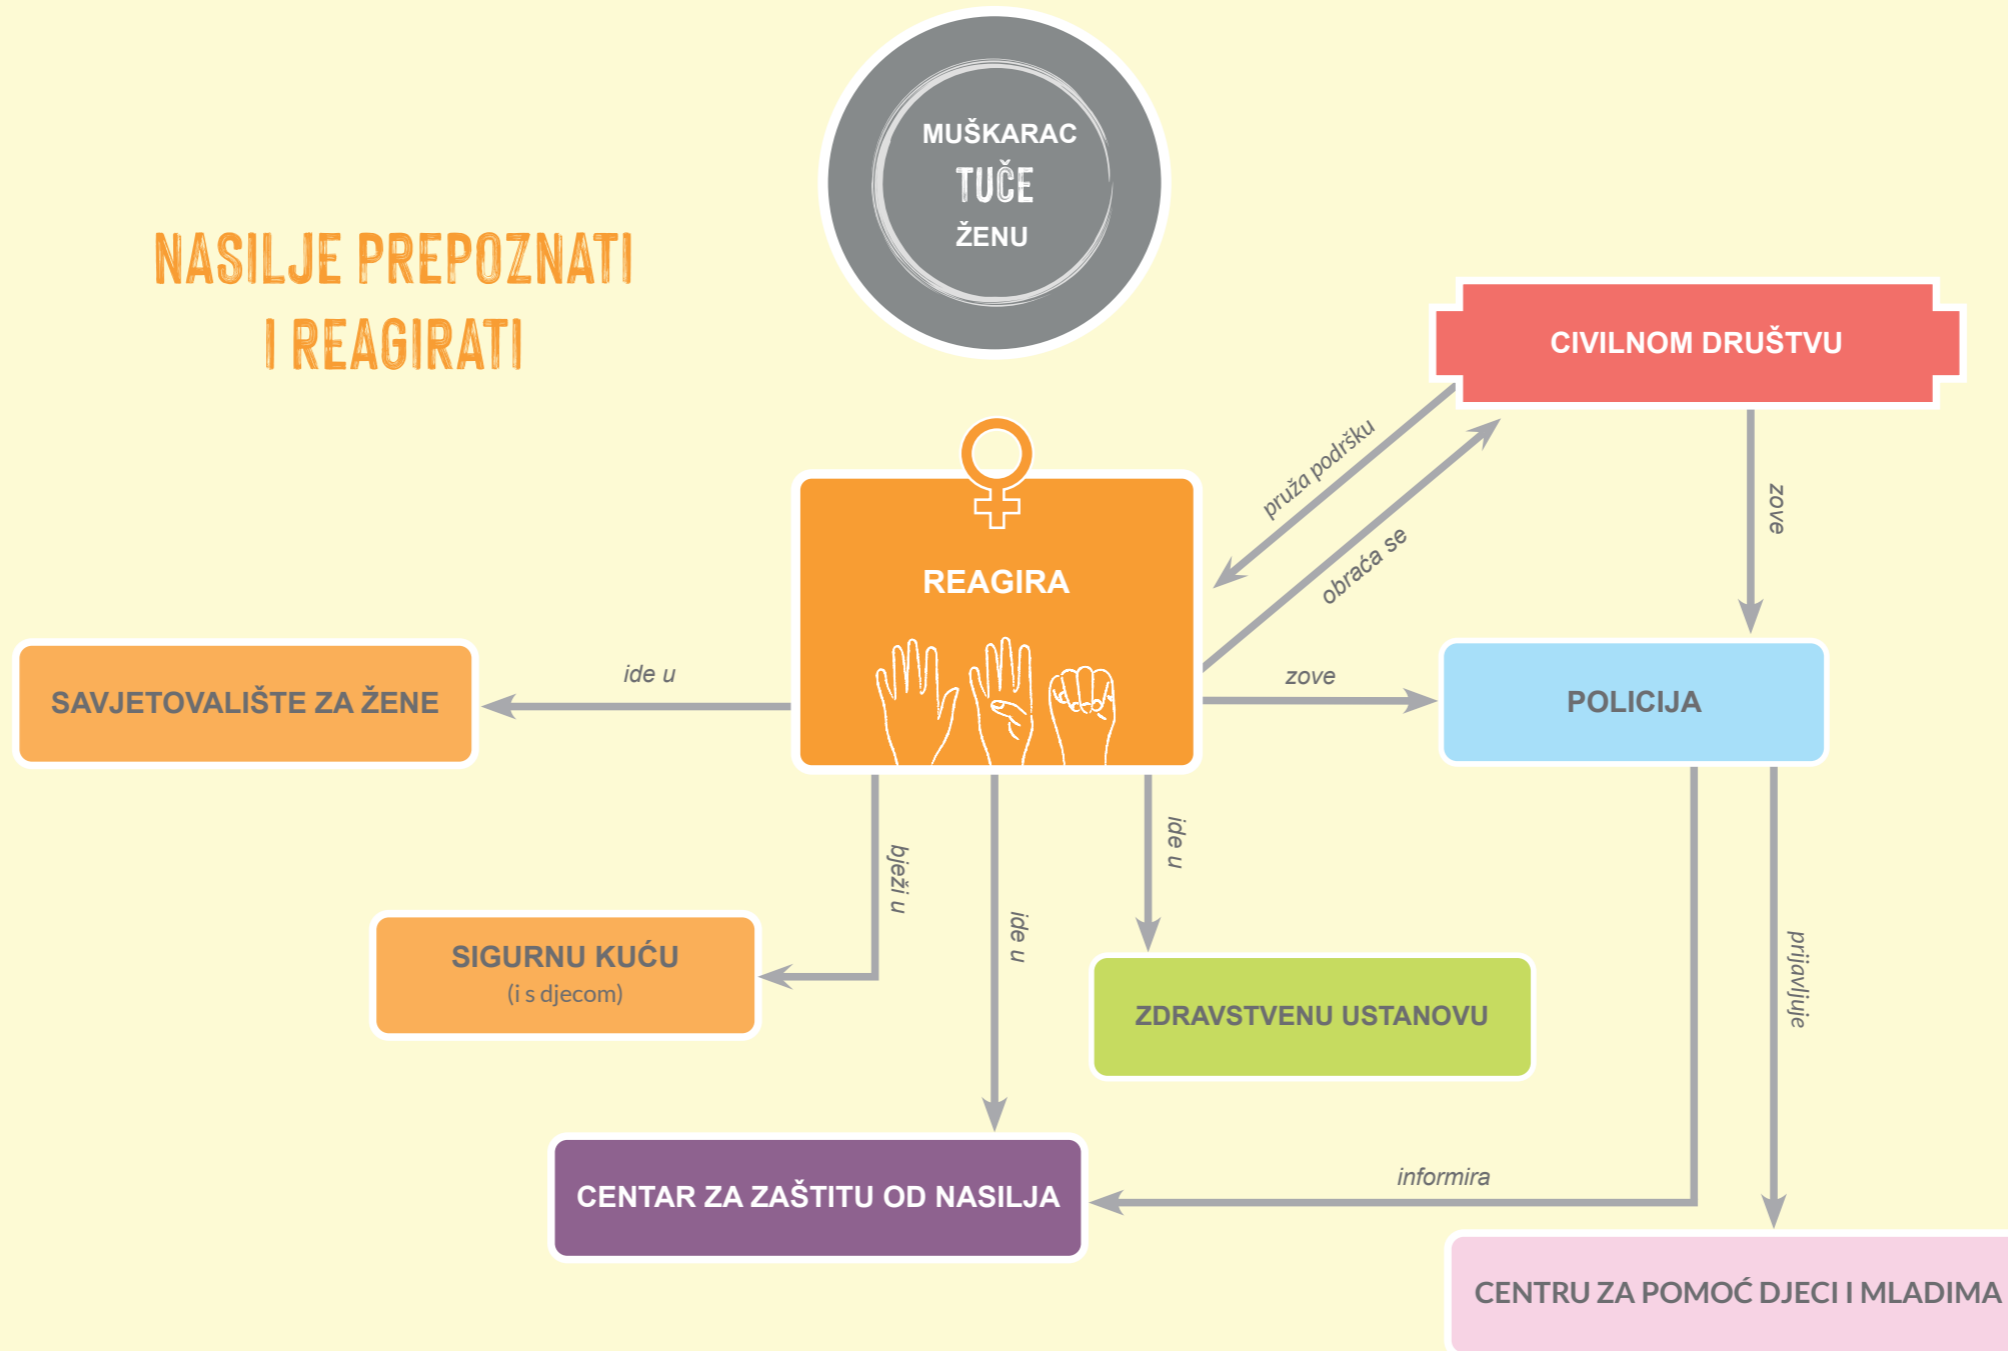 MUŠKARAC
TUČE
ŽENU
NASILJE PREPOZNATI
I REAGIRATI
CIVILNOM DRUŠTVU
pruža podršku
obraća se
zove
REAGIRA
SAVJETOVALIŠTE ZA ŽENE
ide u
zove
POLICIJA
bježi u
ide u
ide u
SIGURNU KUĆU
(i s djecom)
ZDRAVSTVENU USTANOVU
prijavljuje
CENTAR ZA ZAŠTITU OD NASILJA
informira
CENTRU ZA POMOĆ DJECI I MLADIMA